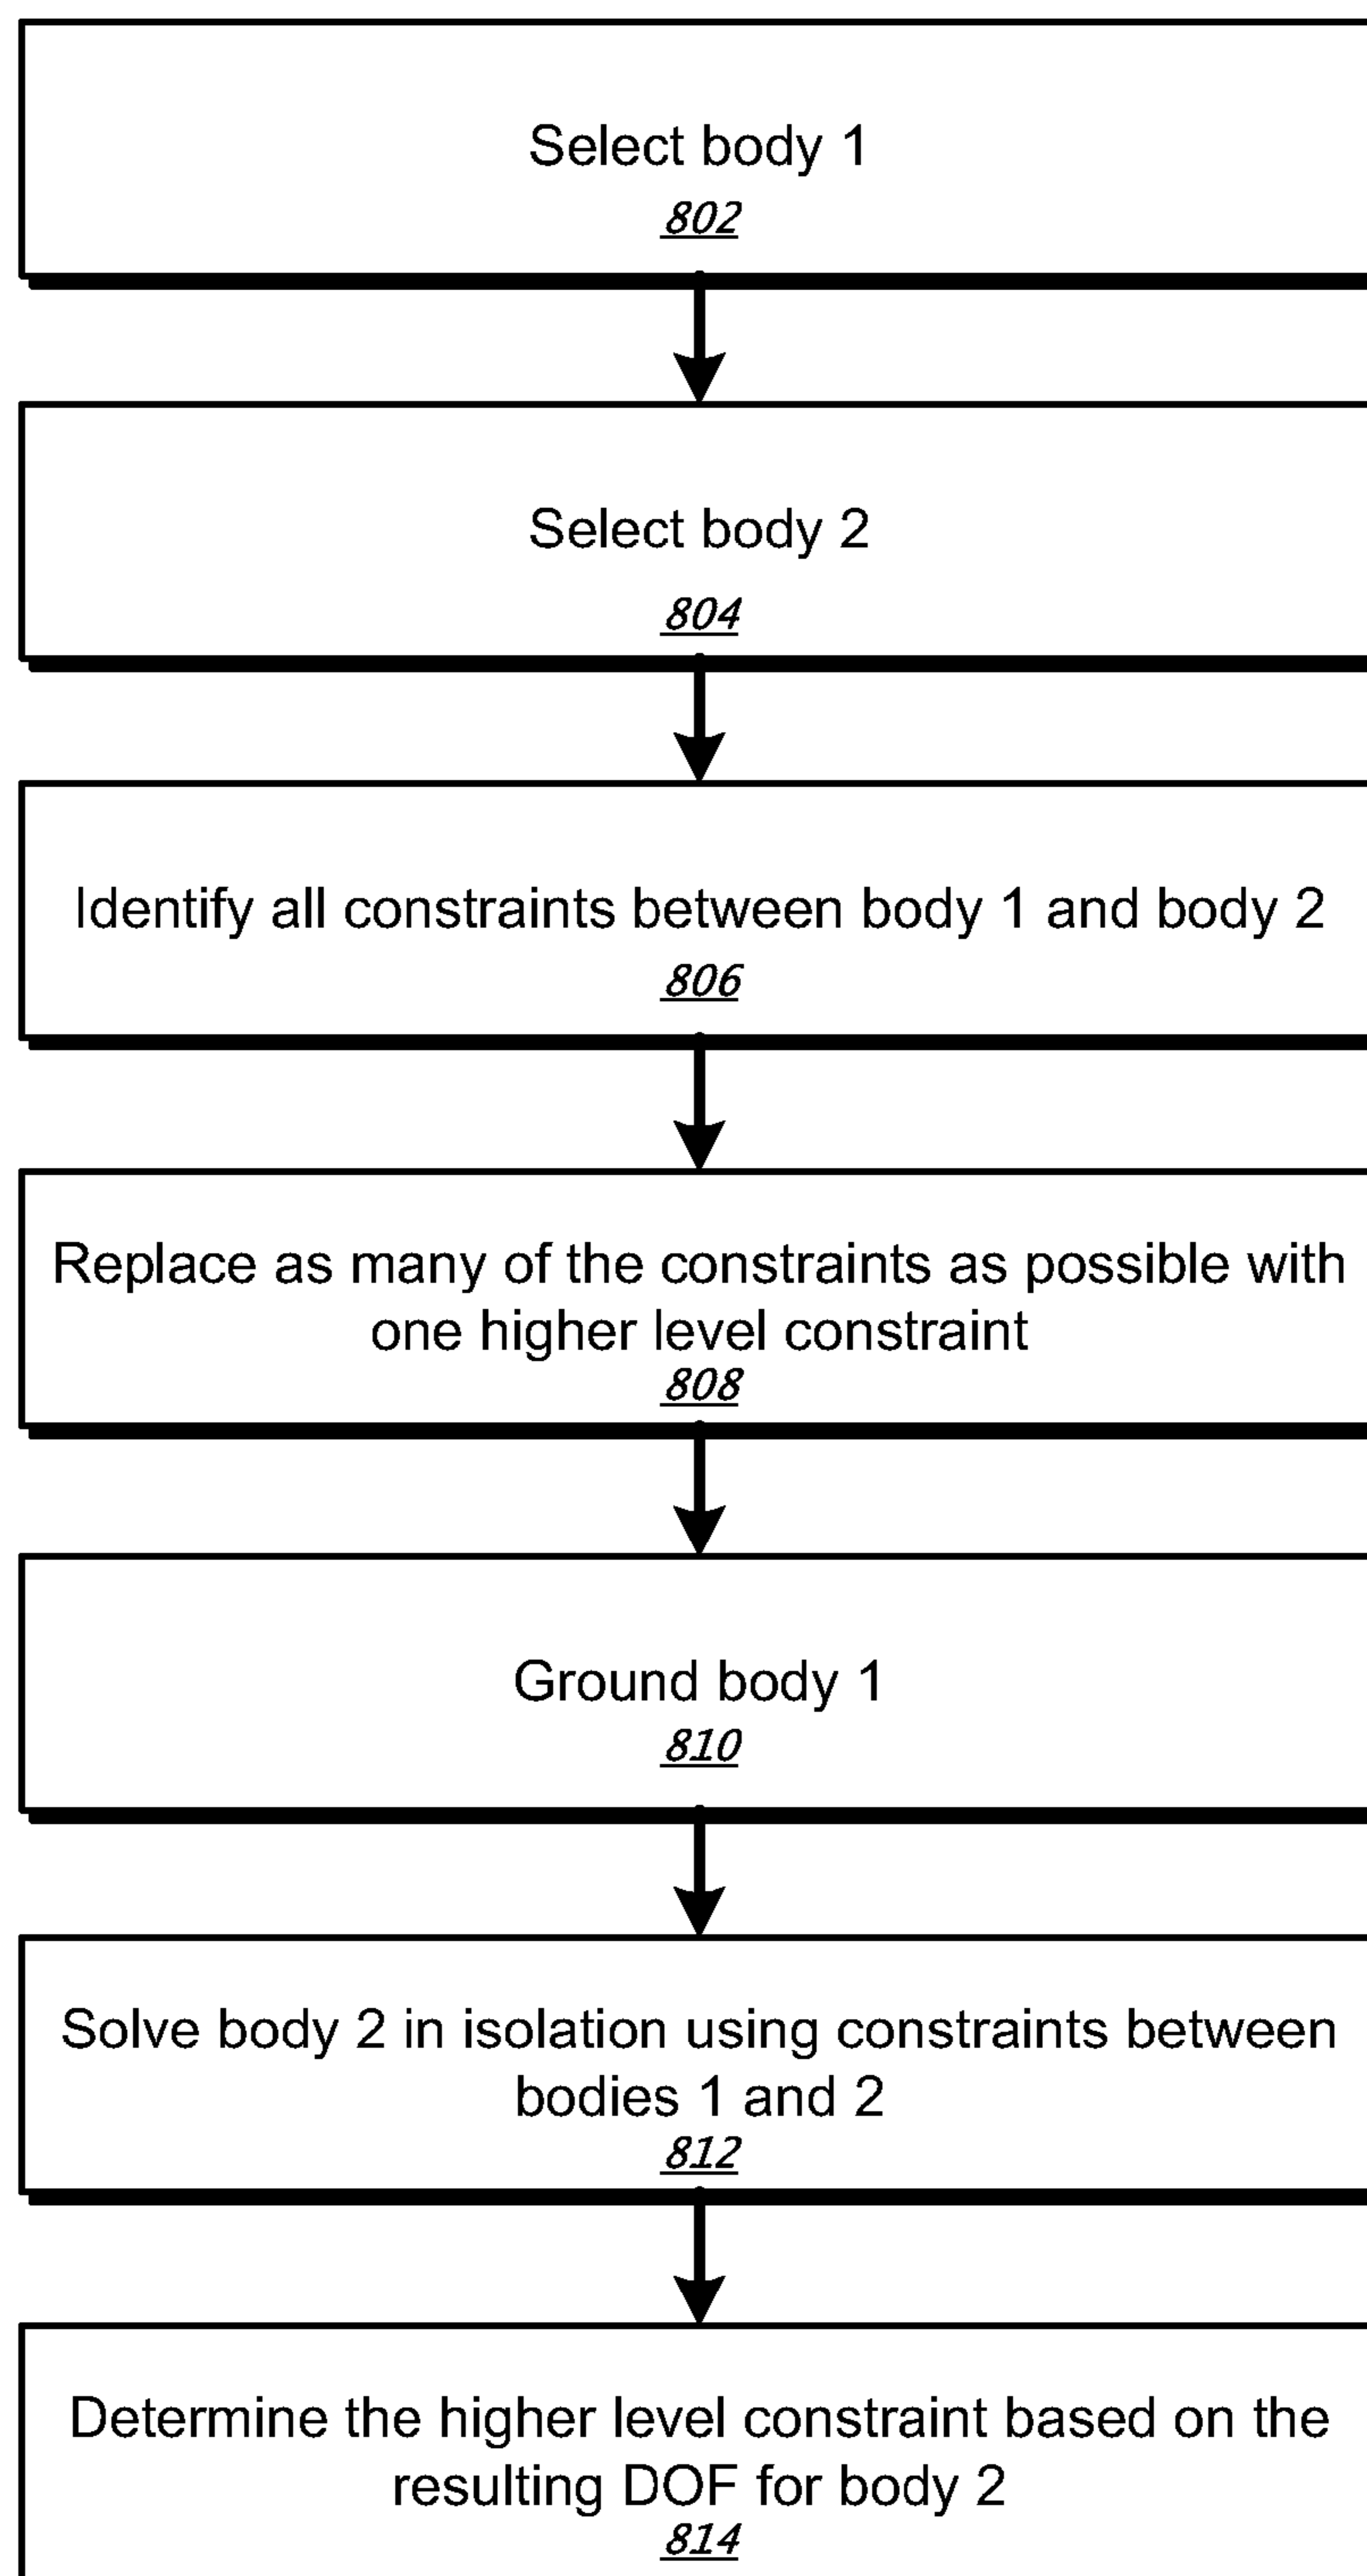 Select body 1
802
Select body 2
804
Identify all constraints between body 1 and body 2
806
Replace as many of the constraints as possible with
one higher level constraint
808
Ground body 1
810
Solve body 2 in isolation using constraints between
bodies 1 and 2
812
Determine the higher level constraint based on the
resulting DOF for body 2
814